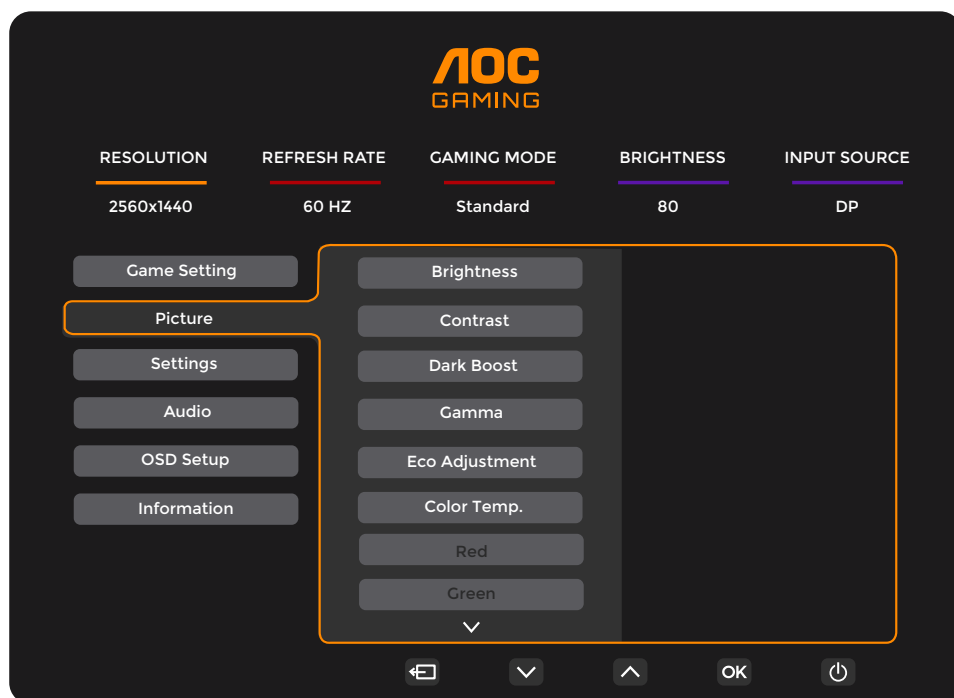 AOC
GAMING
RESOLUTION REFRESH RATE GAMING MODE BRIGHTNESS INPUT SOURCE
2560x1440 60 HZ Standard 80 DP
Game Setting
Picture
Settings
Audio
OSD Setup
Information
Brightness
Contrast
Dark Boost
Gamma
Eco Adjustment
Color Temp.
Red
Green
OK